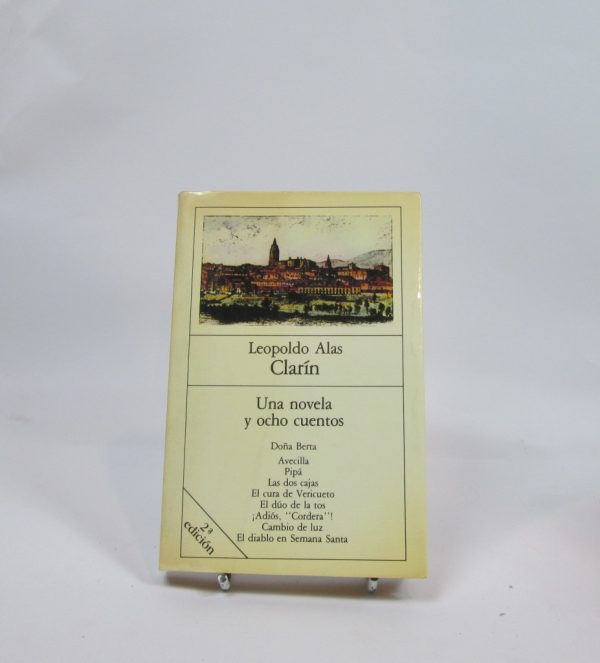 Leopoldo Alas
Clarín
Una novela
y ocho cuentos
Doña Berta
Avecilla
Pipá
Las dos cajas
El cura de Vericueto
El dúo de la tos
¡Adiós, "Cordera"!
Cambio de luz
El diablo en Semana Santa
2ª
edición